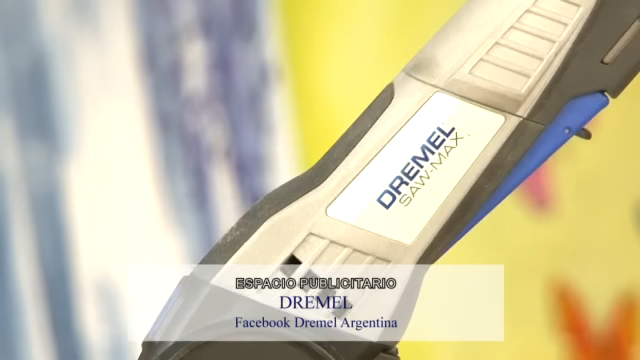 DREMEL
SAW-MAX
ESPACIO PUBLICITARIO
DREMEL
Facebook Dremel Argentina